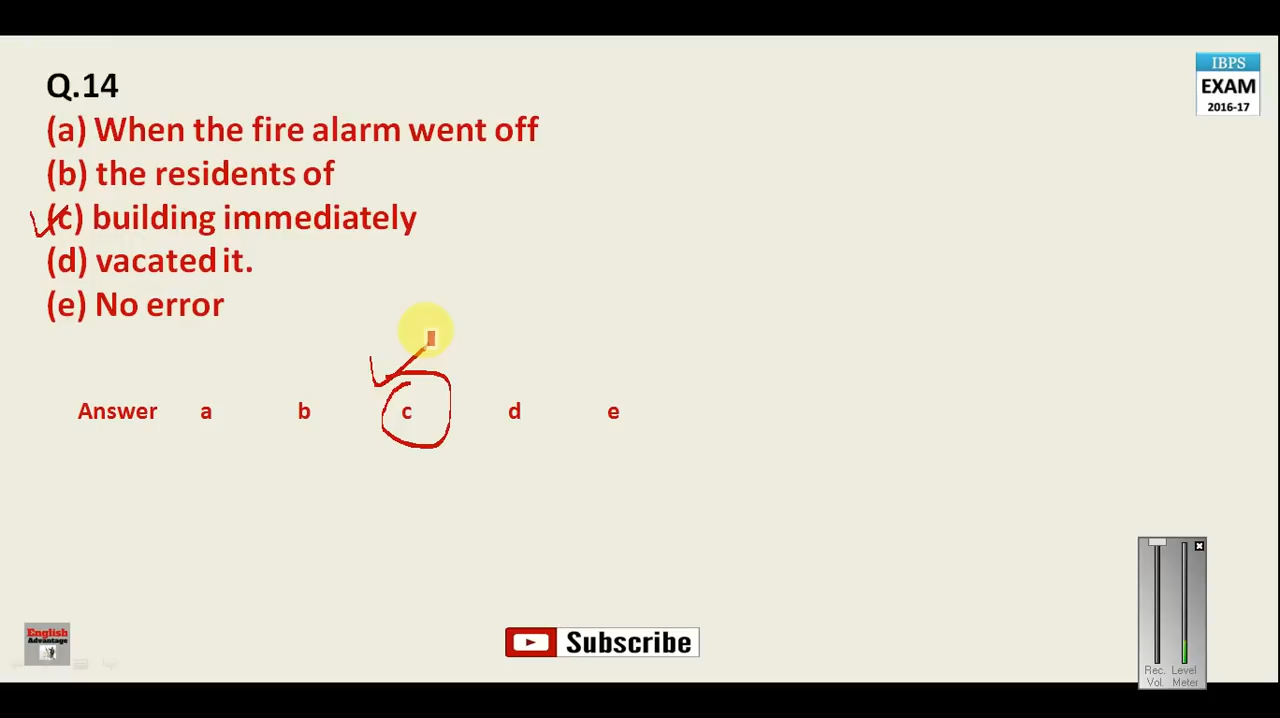 Q.14
IBPS
EXAM
2016-17
(a) When the fire alarm went off
(b) the residents of
(c) building immediately
(d) vacated it.
(e) No error
Answer a b c d e
English
Advantage
Subscribe
Rec. Level
Vol. Meter